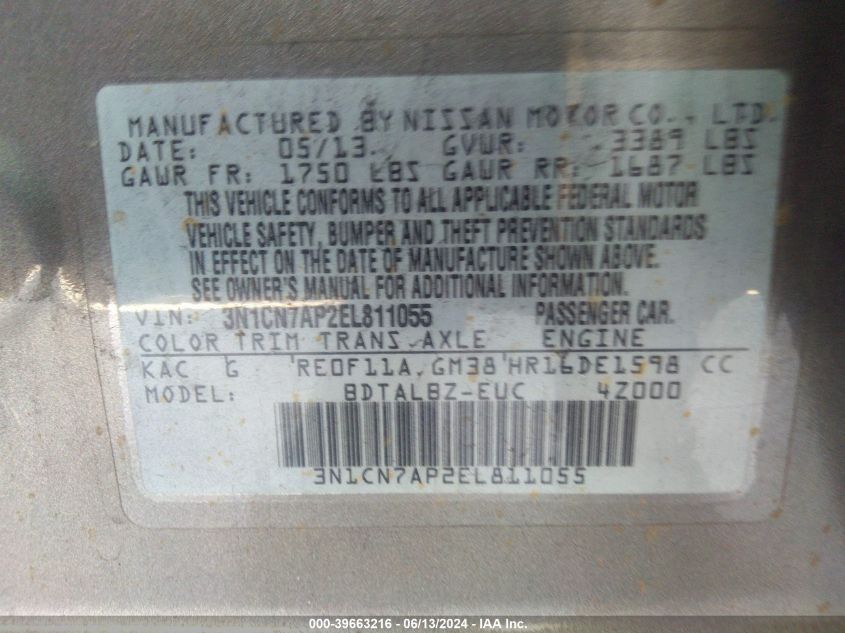 MANUFACTURED BY NISSAN MOTOR CO., LTD.
DATE: 05/13 GVWR: 3389 LBS
GAWR FR: 1750 LBS GAWR RR: 1687 LBS
THIS VEHICLE CONFORMS TO ALL APPLICABLE FEDERAL MOTOR
VEHICLE SAFETY, BUMPER AND THEFT PREVENTION STANDARDS
IN EFFECT ON THE DATE OF MANUFACTURE SHOWN ABOVE.
SEE OWNER'S MANUAL FOR ADDITIONAL INFORMATION.
VIN: 3N1CN7AP2EL811055 PASSENGER CAR.
COLOR TRIM TRANS AXLE ENGINE
KAC G 'RE0F11A GM38'HR16DE1598 CC
MODEL: BDTALBZ-EUC 4Z000
3N1CN7AP2EL811055
000-39663216 - 06/13/2024 - IAA Inc.